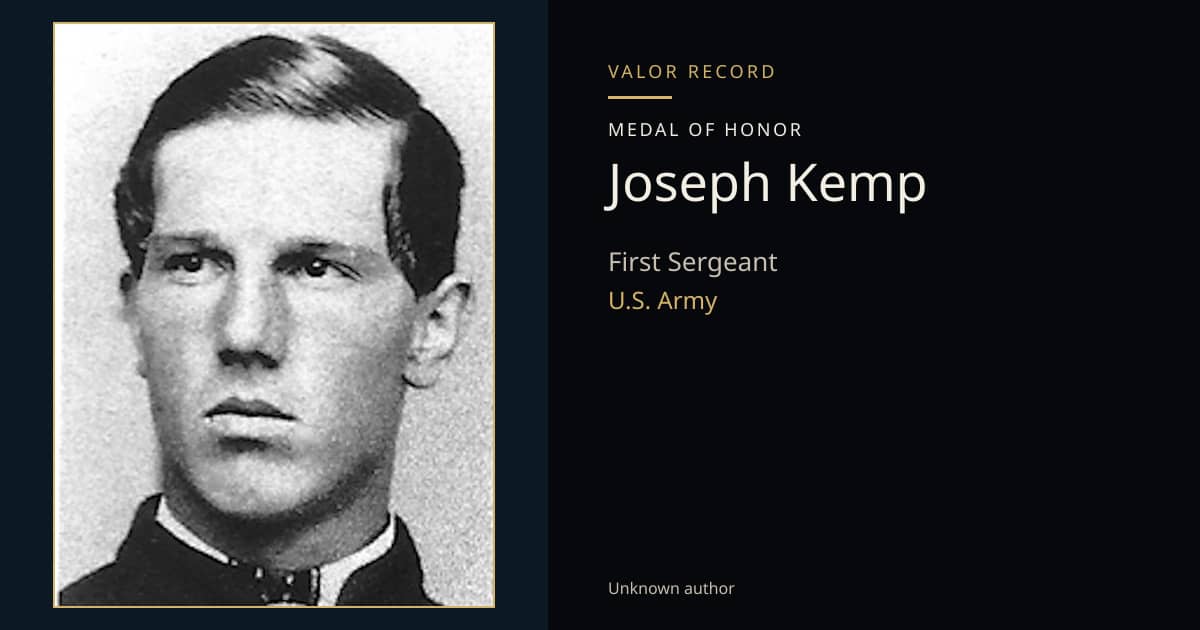 VALOR RECORD
MEDAL OF HONOR
Joseph Kemp
First Sergeant
U.S. Army
Unknown author